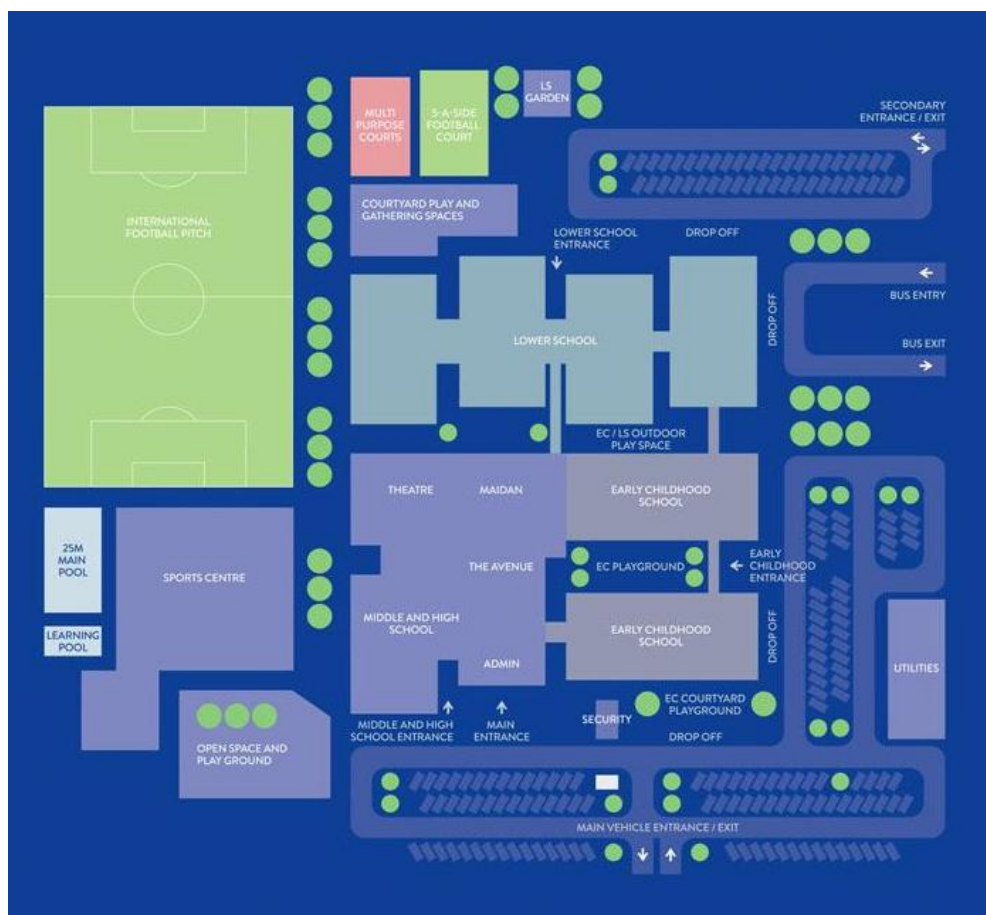 LS
GARDEN
SECONDARY
ENTRANCE / EXIT
MULTI
PURPOSE
COURTS
5-A-SIDE
FOOTBALL
COURT
COURTYARD PLAY AND
GATHERING SPACES
INTERNATIONAL
FOOTBALL PITCH
LOWER SCHOOL
ENTRANCE
DROP OFF
BUS ENTRY
DROP OFF
BUS EXIT
LOWER SCHOOL
EC / LS OUTDOOR
PLAY SPACE
THEATRE
MAIDAN
EARLY CHILDHOOD
SCHOOL
25M
MAIN
POOL
SPORTS CENTRE
THE AVENUE
EC PLAYGROUND
EARLY
CHILDHOOD
ENTRANCE
LEARNING
POOL
MIDDLE AND HIGH
SCHOOL
EARLY CHILDHOOD
SCHOOL
DROP OFF
ADMIN
UTILITIES
EC COURTYARD
PLAYGROUND
SECURITY
MIDDLE AND HIGH
SCHOOL ENTRANCE
MAIN
ENTRANCE
DROP OFF
OPEN SPACE AND
PLAY GROUND
MAIN VEHICLE ENTRANCE / EXIT